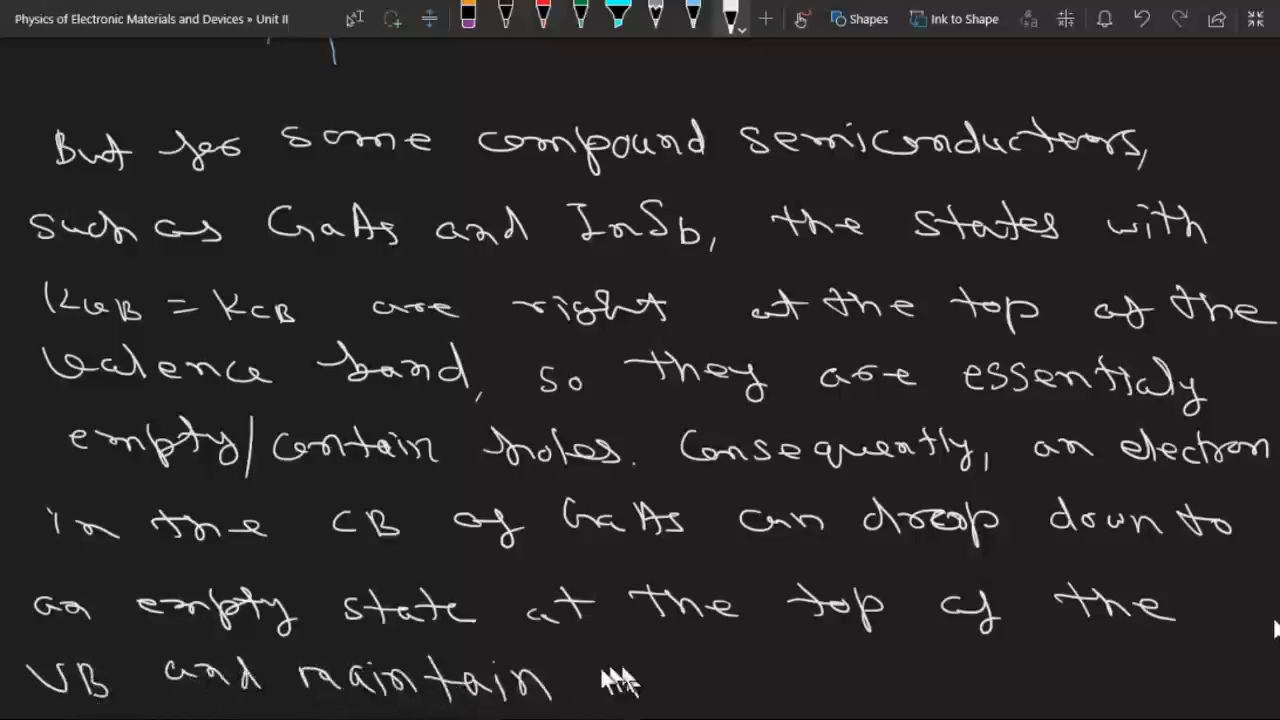 Physics of Electronic Materials and Devices » Unit II
Shapes
Ink to Shape
But for some compound semiconductors,
such as GaAs and InSb, the states with
KVB = KCB are right at the top of the
valence band, so they are essentialy
empty/contain holes. Consequently, an electron
in the CB of GaAs can drop down to
an empty state at the top of the
VB and maintain